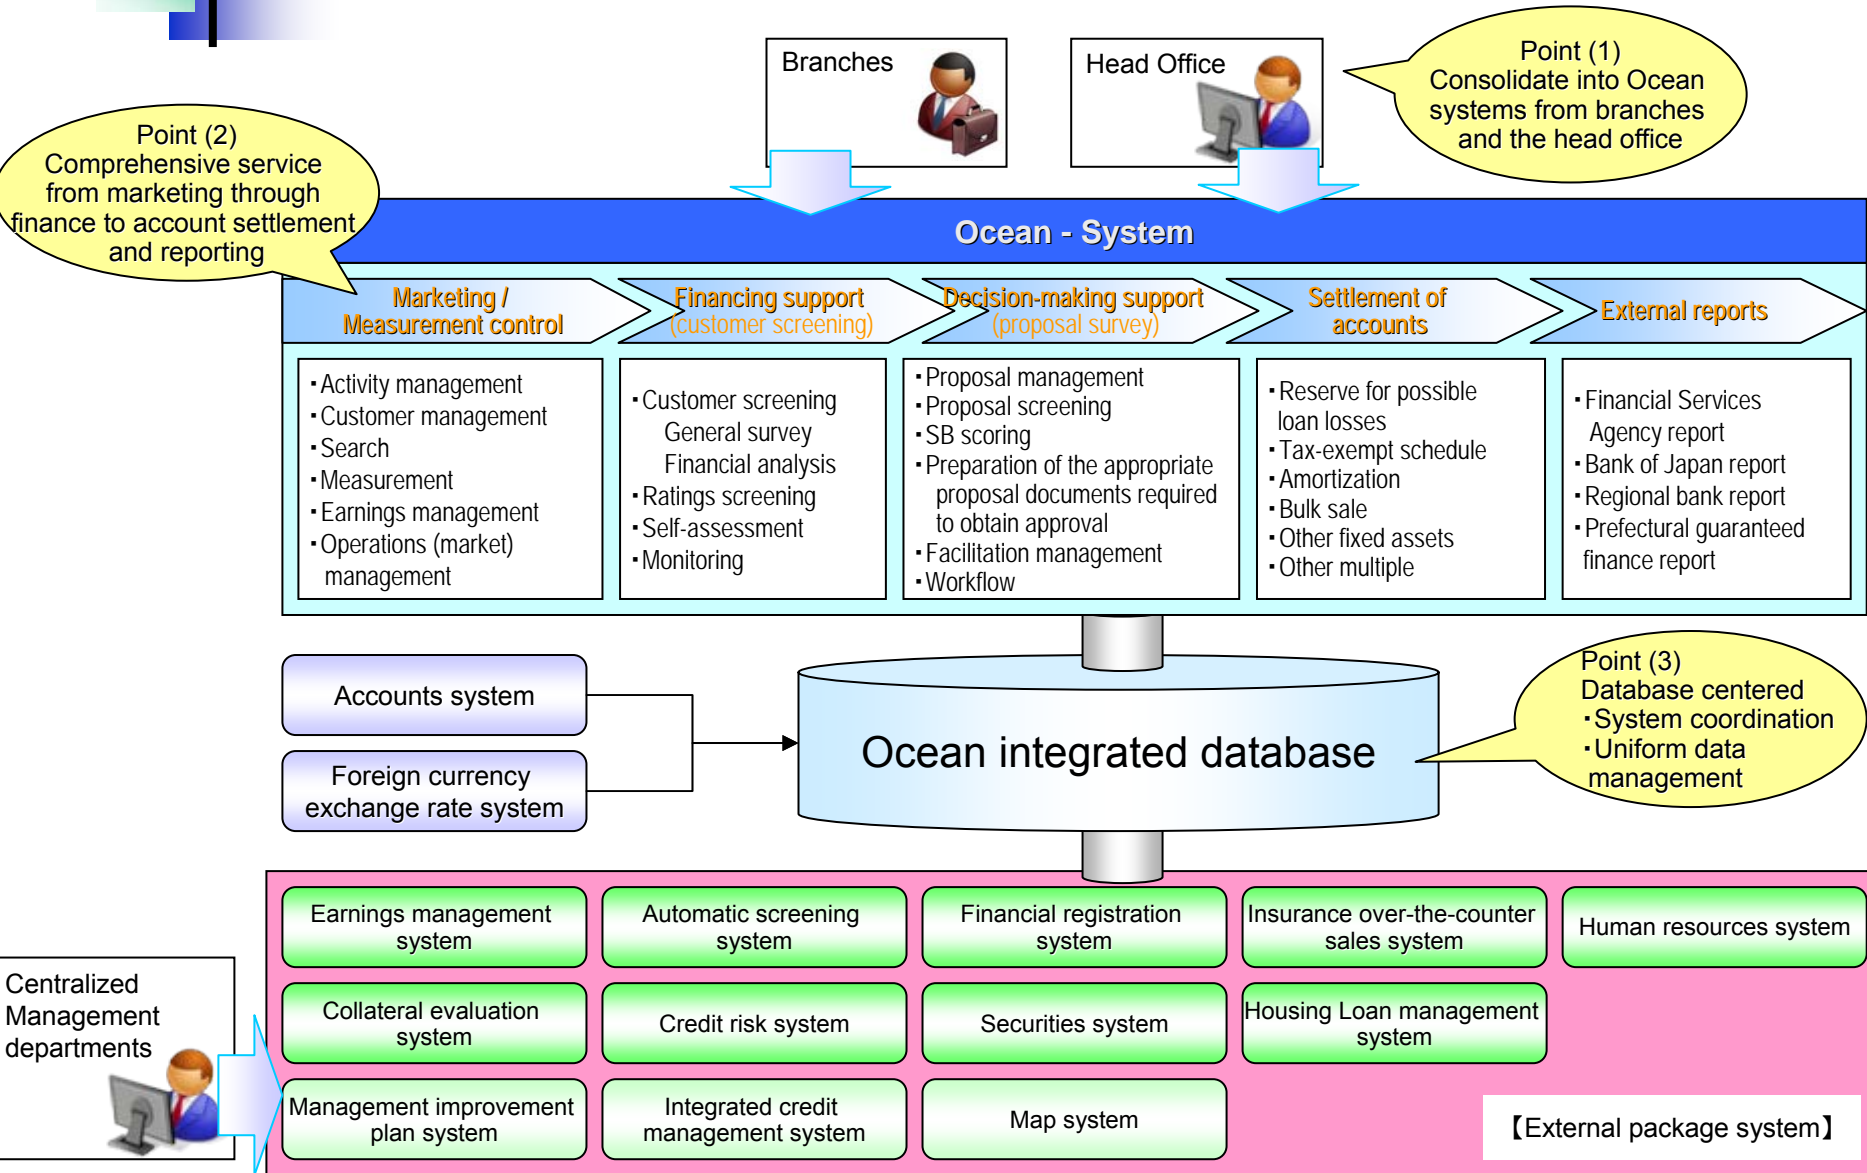 Branches
Head Office
Point (1)
Consolidate into Ocean
systems from branches
and the head office
Point (2)
Comprehensive service
from marketing through
finance to account settlement
and reporting
Ocean - System
Marketing /
Measurement control
Financing support
(customer screening)
Decision-making support
(proposal survey)
Settlement of
accounts
External reports
・Activity management
・Customer management
・Search
・Measurement
・Earnings management
・Operations (market)
management
・Customer screening
General survey
Financial analysis
・Ratings screening
・Self-assessment
・Monitoring
・Proposal management
・Proposal screening
・SB scoring
・Preparation of the appropriate
proposal documents required
to obtain approval
・Facilitation management
・Workflow
・Reserve for possible
loan losses
・Tax-exempt schedule
・Amortization
・Bulk sale
・Other fixed assets
・Other multiple
・Financial Services
Agency report
・Bank of Japan report
・Regional bank report
・Prefectural guaranteed
finance report
Accounts system
Foreign currency
exchange rate system
Ocean integrated database
Point (3)
Database centered
・System coordination
・Uniform data
management
Centralized
Management
departments
Earnings management
system
Automatic screening
system
Financial registration
system
Insurance over-the-counter
sales system
Human resources system
Collateral evaluation
system
Credit risk system
Securities system
Housing Loan management
system
Management improvement
plan system
Integrated credit
management system
Map system
【External package system】